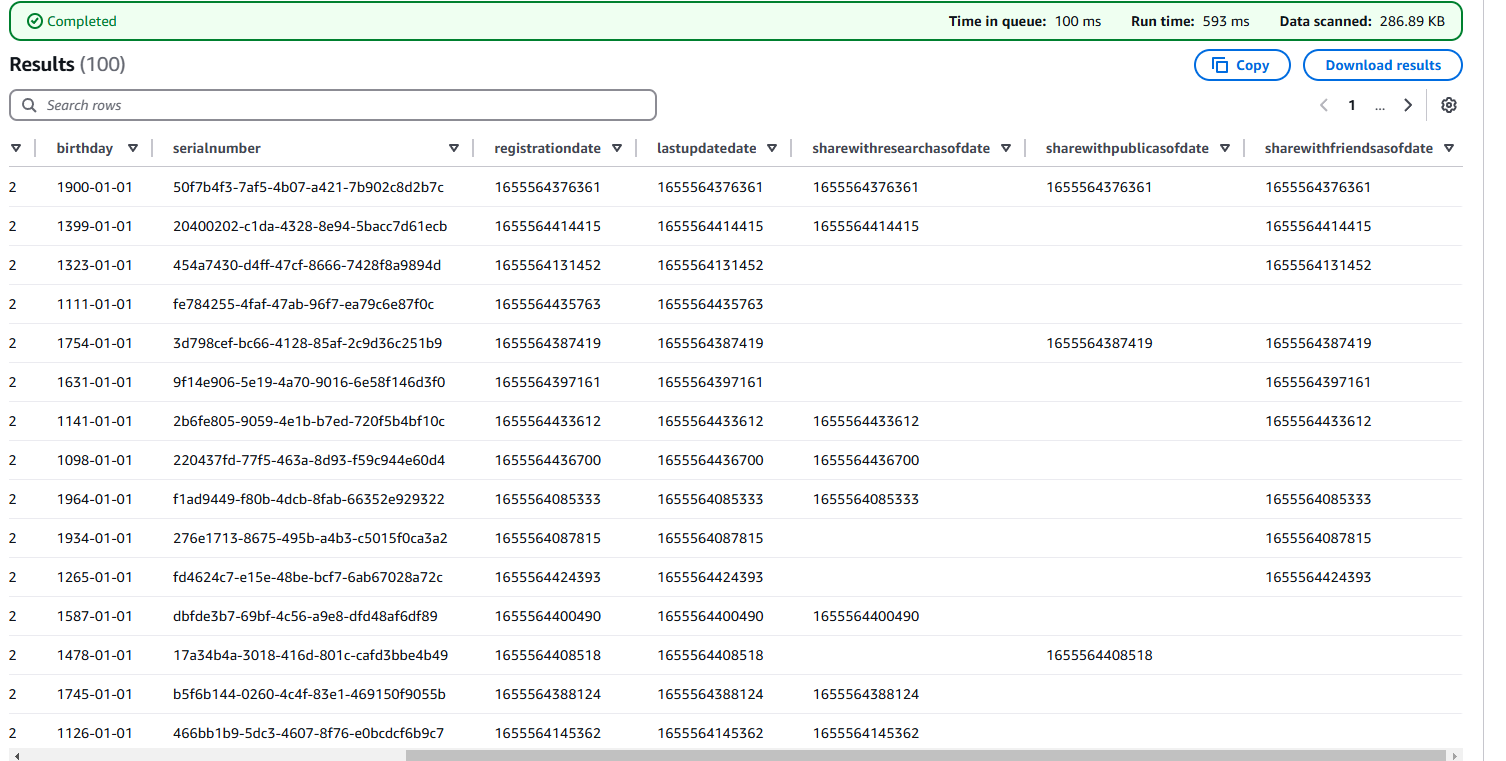 Completed Time in queue: 100 ms Run time: 593 ms Data scanned: 286.89 KB
Results (100) Copy Download results
Search rows 1 ...
birthday serialnumber registrationdate lastupdatedate sharewithresearchasofdate sharewithpublicasofdate sharewithfriendsasofdate
2 1900-01-01 50f7b4f3-7af5-4b07-a421-7b902c8d2b7c 1655564376361 1655564376361 1655564376361 1655564376361 1655564376361
2 1399-01-01 20400202-c1da-4328-8e94-5bacc7d61ecb 1655564414415 1655564414415 1655564414415 1655564414415
2 1323-01-01 454a7430-d4ff-47cf-8666-7428f8a9894d 1655564131452 1655564131452 1655564131452
2 1111-01-01 fe784255-4faf-47ab-96f7-ea79c6e87f0c 1655564435763 1655564435763
2 1754-01-01 3d798cef-bc66-4128-85af-2c9d36c251b9 1655564387419 1655564387419 1655564387419 1655564387419
2 1631-01-01 9f14e906-5e19-4a70-9016-6e58f146d3f0 1655564397161 1655564397161 1655564397161
2 1141-01-01 2b6fe805-9059-4e1b-b7ed-720f5b4bf10c 1655564433612 1655564433612 1655564433612 1655564433612
2 1098-01-01 220437fd-77f5-463a-8d93-f59c944e60d4 1655564436700 1655564436700 1655564436700
2 1964-01-01 f1ad9449-f80b-4dcb-8fab-66352e929322 1655564085333 1655564085333 1655564085333 1655564085333
2 1934-01-01 276e1713-8675-495b-a4b3-c5015f0ca3a2 1655564087815 1655564087815 1655564087815
2 1265-01-01 fd4624c7-e15e-48be-bcf7-6ab67028a72c 1655564424393 1655564424393 1655564424393
2 1587-01-01 dbfde3b7-69bf-4c56-a9e8-dfd48af6df89 1655564400490 1655564400490 1655564400490
2 1478-01-01 17a34b4a-3018-416d-801c-cafd3bbe4b49 1655564408518 1655564408518 1655564408518
2 1745-01-01 b5f6b144-0260-4c4f-83e1-469150f9055b 1655564388124 1655564388124 1655564388124
2 1126-01-01 466bb1b9-5dc3-4607-8f76-e0bcdcf6b9c7 1655564145362 1655564145362 1655564145362